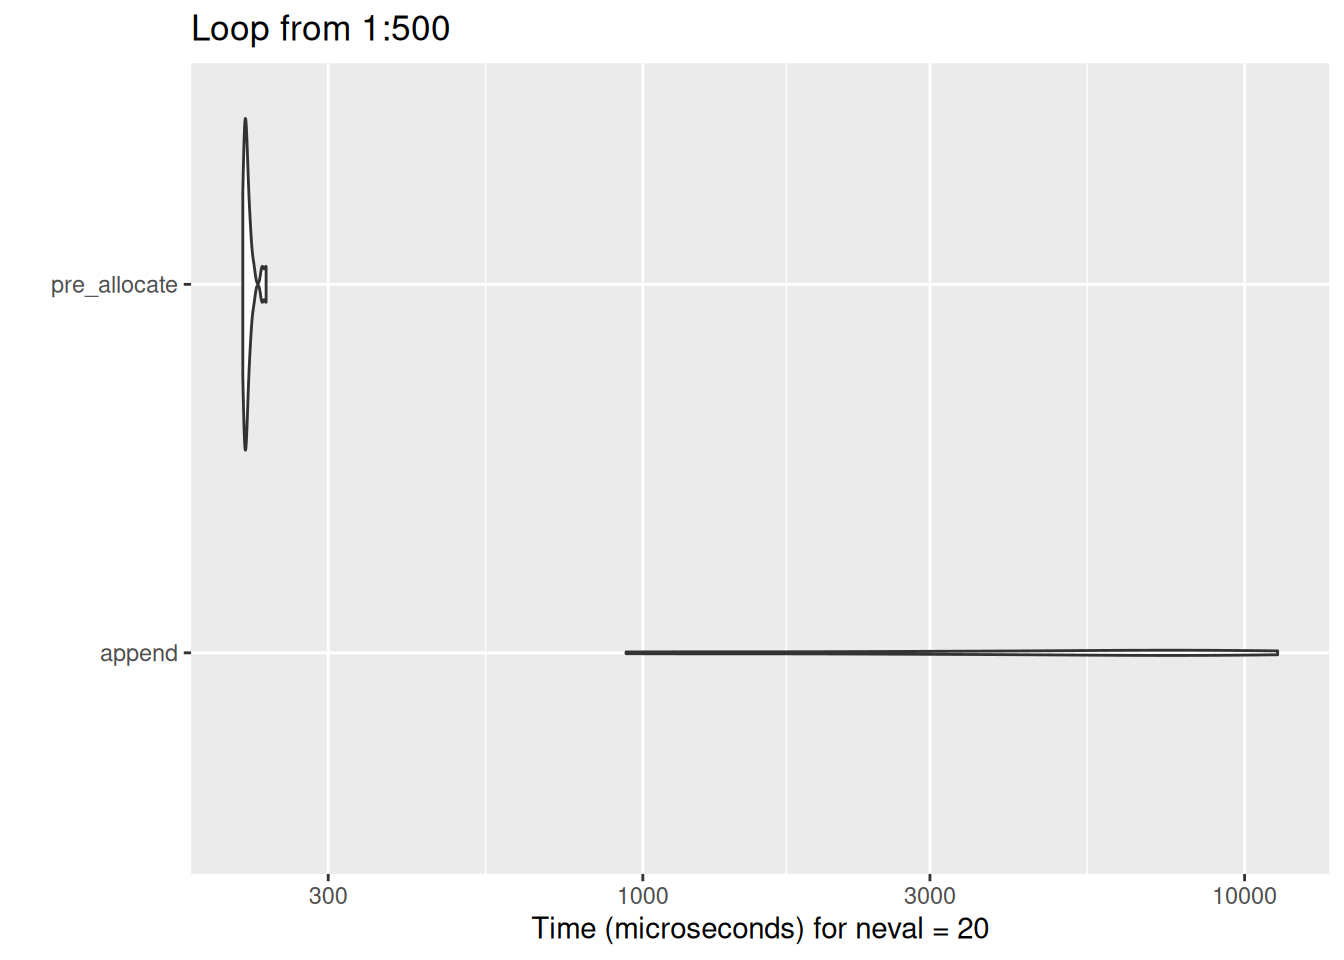 Loop from 1:500
pre_allocate
append
300 1000 3000 10000
Time (microseconds) for neval = 20